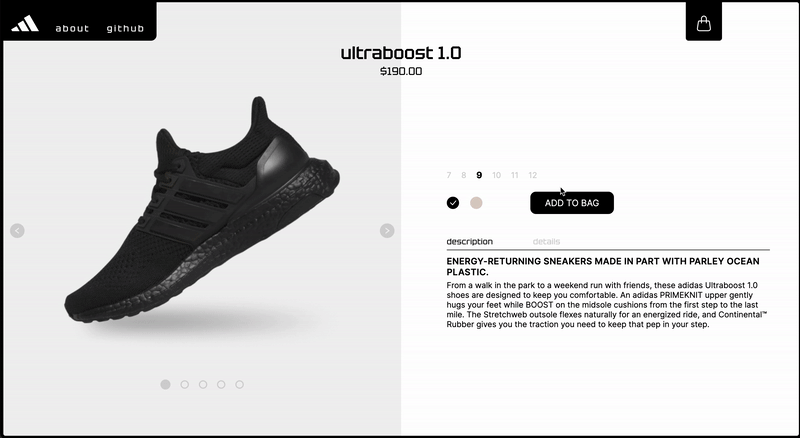 about github
ultraboost 1.0
$190.00
7 8 9 10 11 12
ADD TO BAG
description details
ENERGY-RETURNING SNEAKERS MADE IN PART WITH PARLEY OCEAN
PLASTIC.
From a walk in the park to a weekend run with friends, these adidas Ultraboost 1.0
shoes are designed to keep you comfortable. An adidas PRIMEKNIT upper gently
hugs your feet while BOOST on the midsole cushions from the first step to the last
mile. The Stretchweb outsole flexes naturally for an energized ride, and Continental™
Rubber gives you the traction you need to keep that pep in your step.